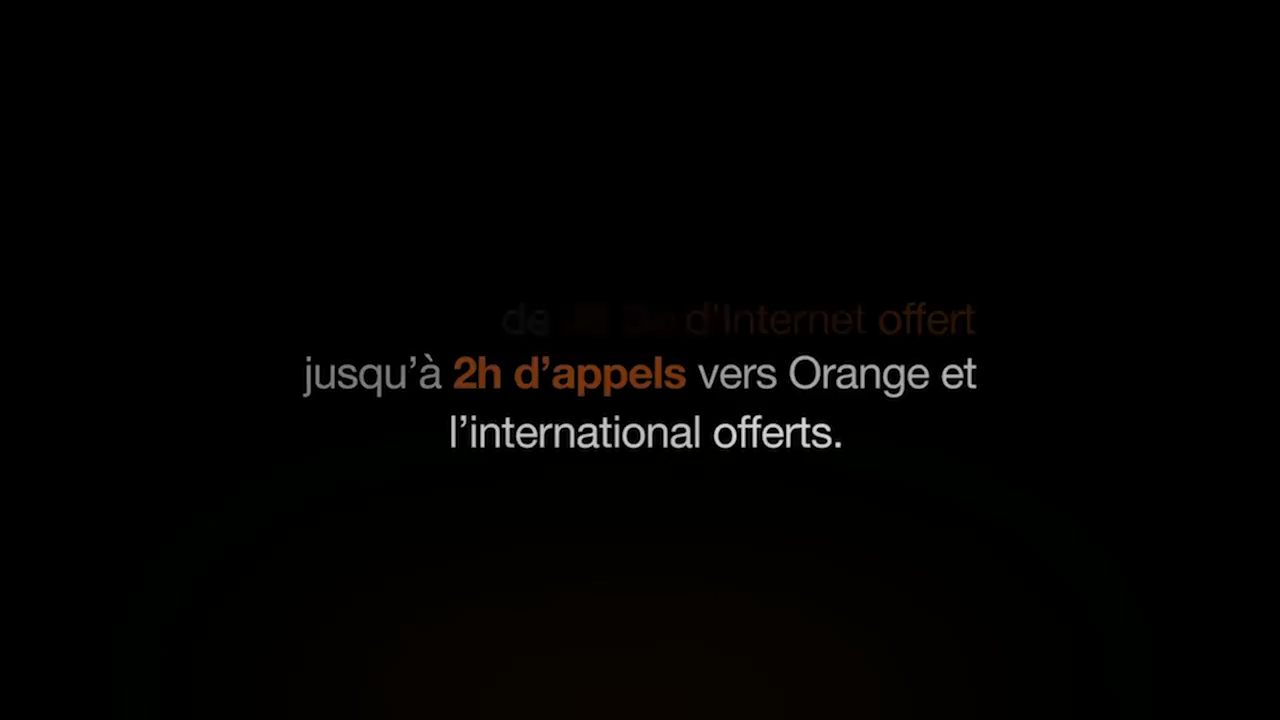 de d'Internet offert
jusqu’à 2h d’appels vers Orange et
l’international offerts.